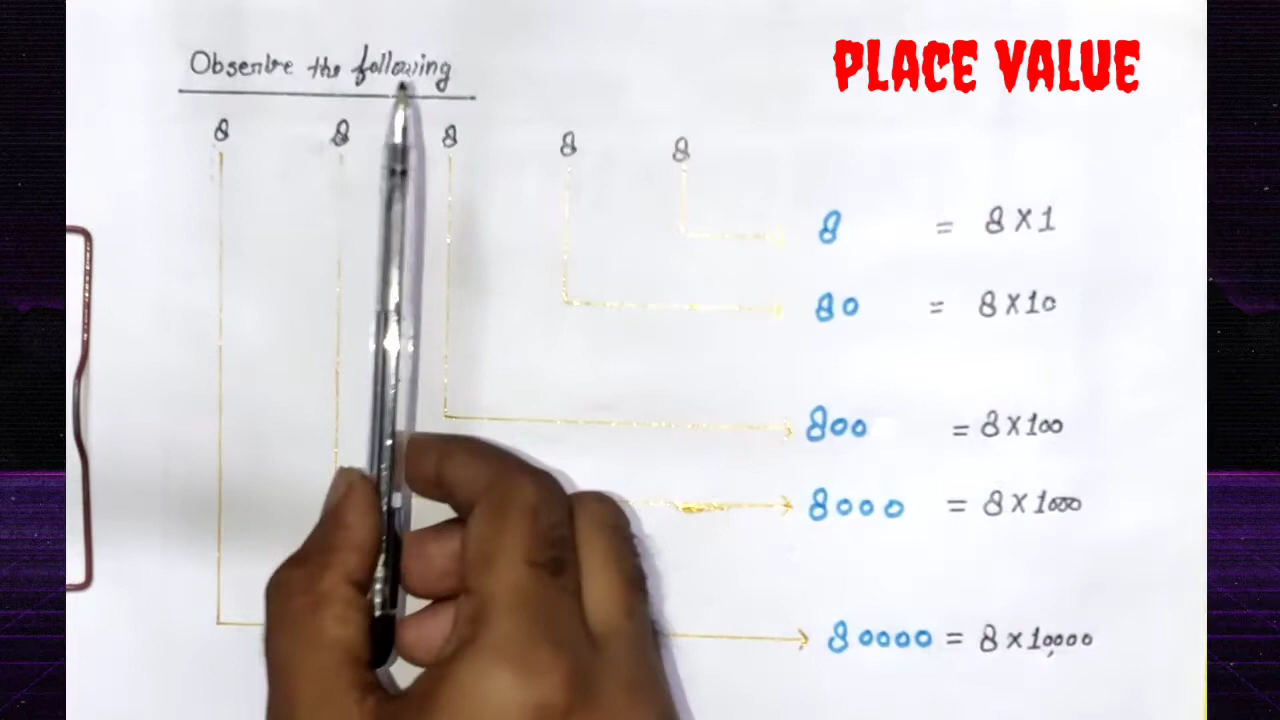 PLACE VALUE
Observe the following
8 8 8 8 8
8 = 8 X 1
80 = 8 X 10
800 = 8 X 100
8000 = 8 X 1000
80000 = 8 X 10,000